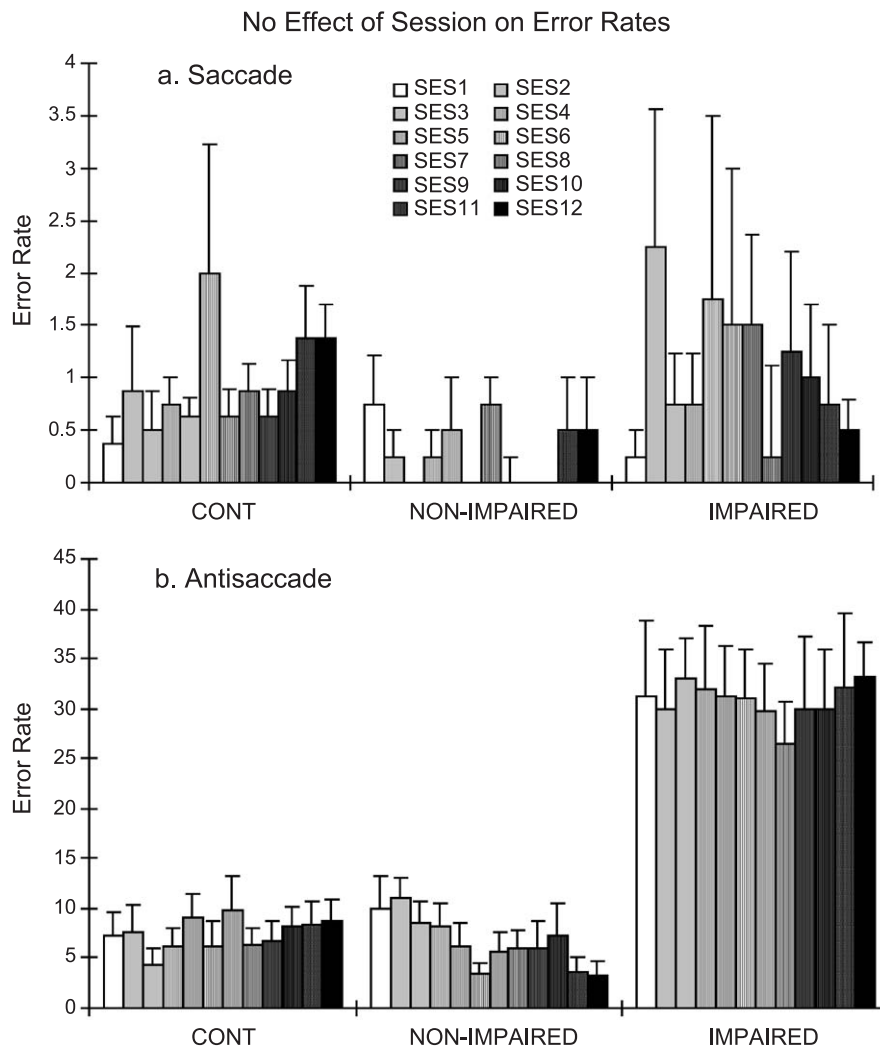 No Effect of Session on Error Rates
4
a. Saccade
SES1 SES2
3.5
SES3 SES4
SES5 SES6
3
SES7 SES8
SES9 SES10
2.5
SES11 SES12
Error Rate
2
1.5
1
0.5
0
CONT NON-IMPAIRED IMPAIRED
45
b. Antisaccade
40
35
30
Error Rate
25
20
15
10
5
0
CONT NON-IMPAIRED IMPAIRED